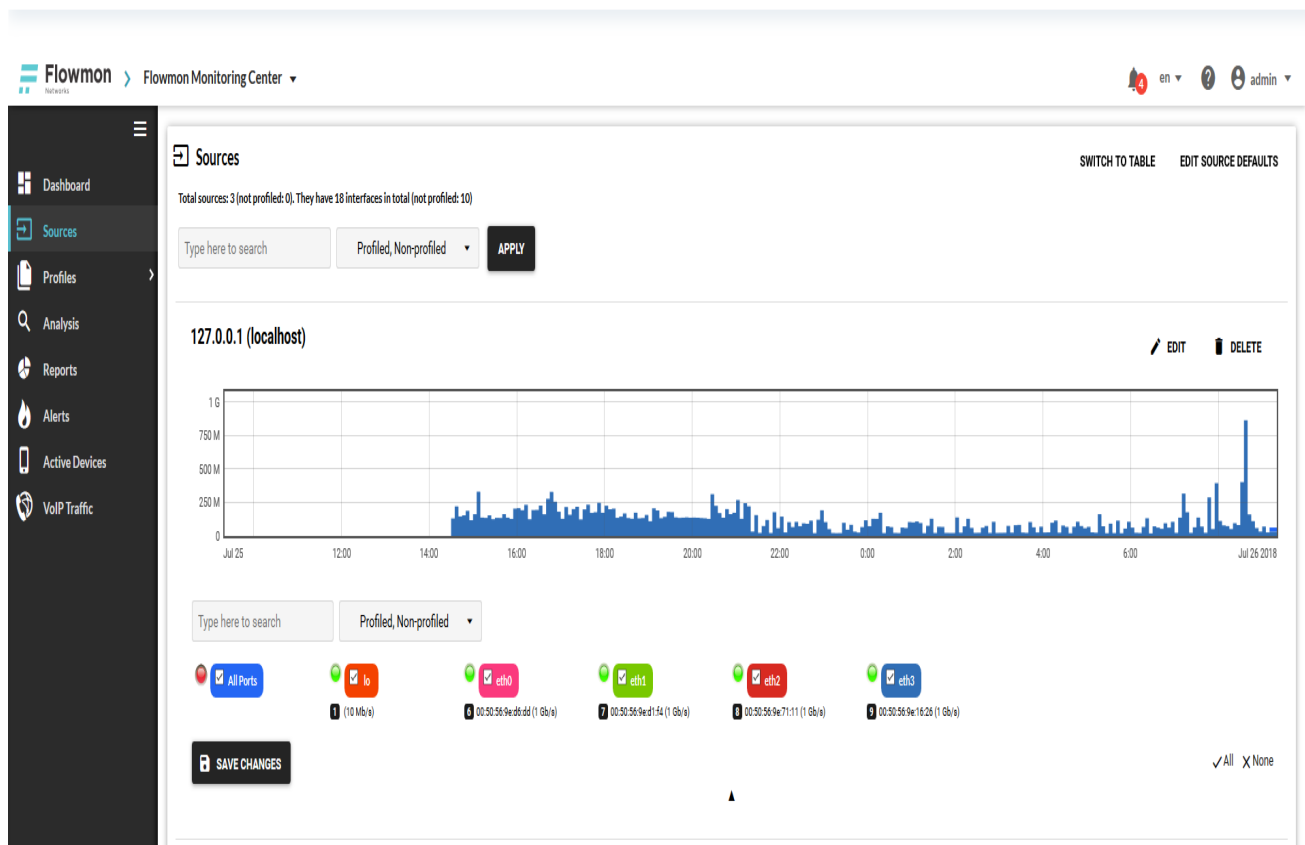 Flowmon
Networks
Flowmon Monitoring Center
4
en
admin
Dashboard
Sources
Profiles
Analysis
Reports
Alerts
Active Devices
VoIP Traffic
Sources
SWITCH TO TABLE EDIT SOURCE DEFAULTS
Total sources: 3 (not profiled: 0). They have 18 interfaces in total (not profiled: 10)
Type here to search Profiled, Non-profiled APPLY
127.0.0.1 (localhost)
EDIT DELETE
1 G
750 M
500 M
250 M
0
Jul 25 12:00 14:00 16:00 18:00 20:00 22:00 0:00 2:00 4:00 6:00 Jul 26 2018
Type here to search Profiled, Non-profiled
All Ports lo eth0 eth1 eth2 eth3
1 (10 Mb/s) 6 00:50:56:9e:d6:dd (1 Gb/s) 7 00:50:56:9e:d1:f4 (1 Gb/s) 8 00:50:56:9e:71:11 (1 Gb/s) 9 00:50:56:9e:16:26 (1 Gb/s)
SAVE CHANGES
All None